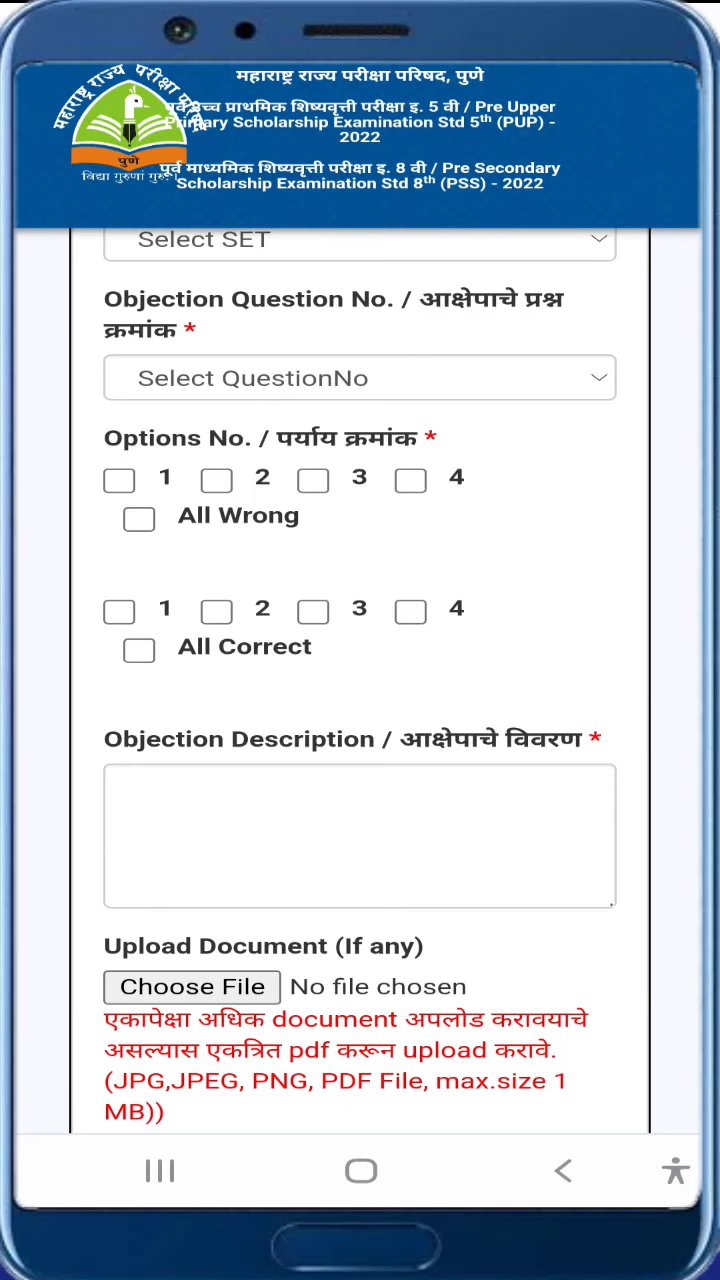 महाराष्ट्र राज्य परीक्षा परिषद, पुणे
महाराष्ट्र राज्य परीक्षा परिषद
पूर्व उच्च प्राथमिक शिष्यवृत्ती परीक्षा इ. 5 वी / Pre Upper
Primary Scholarship Examination Std 5th (PUP) -
2022
पुणे
पूर्व माध्यमिक शिष्यवृत्ती परीक्षा इ. 8 वी / Pre Secondary
विद्या गुरुणां गुरुः।
Scholarship Examination Std 8th (PSS) - 2022
Select SET
Objection Question No. / आक्षेपाचे प्रश्न
क्रमांक *
Select QuestionNo
Options No. / पर्याय क्रमांक *
1 2 3 4
All Wrong
1 2 3 4
All Correct
Objection Description / आक्षेपाचे विवरण *
Upload Document (If any)
Choose File No file chosen
एकापेक्षा अधिक document अपलोड करावयाचे
असल्यास एकत्रित pdf करून upload करावे.
(JPG,JPEG, PNG, PDF File, max.size 1
MB))